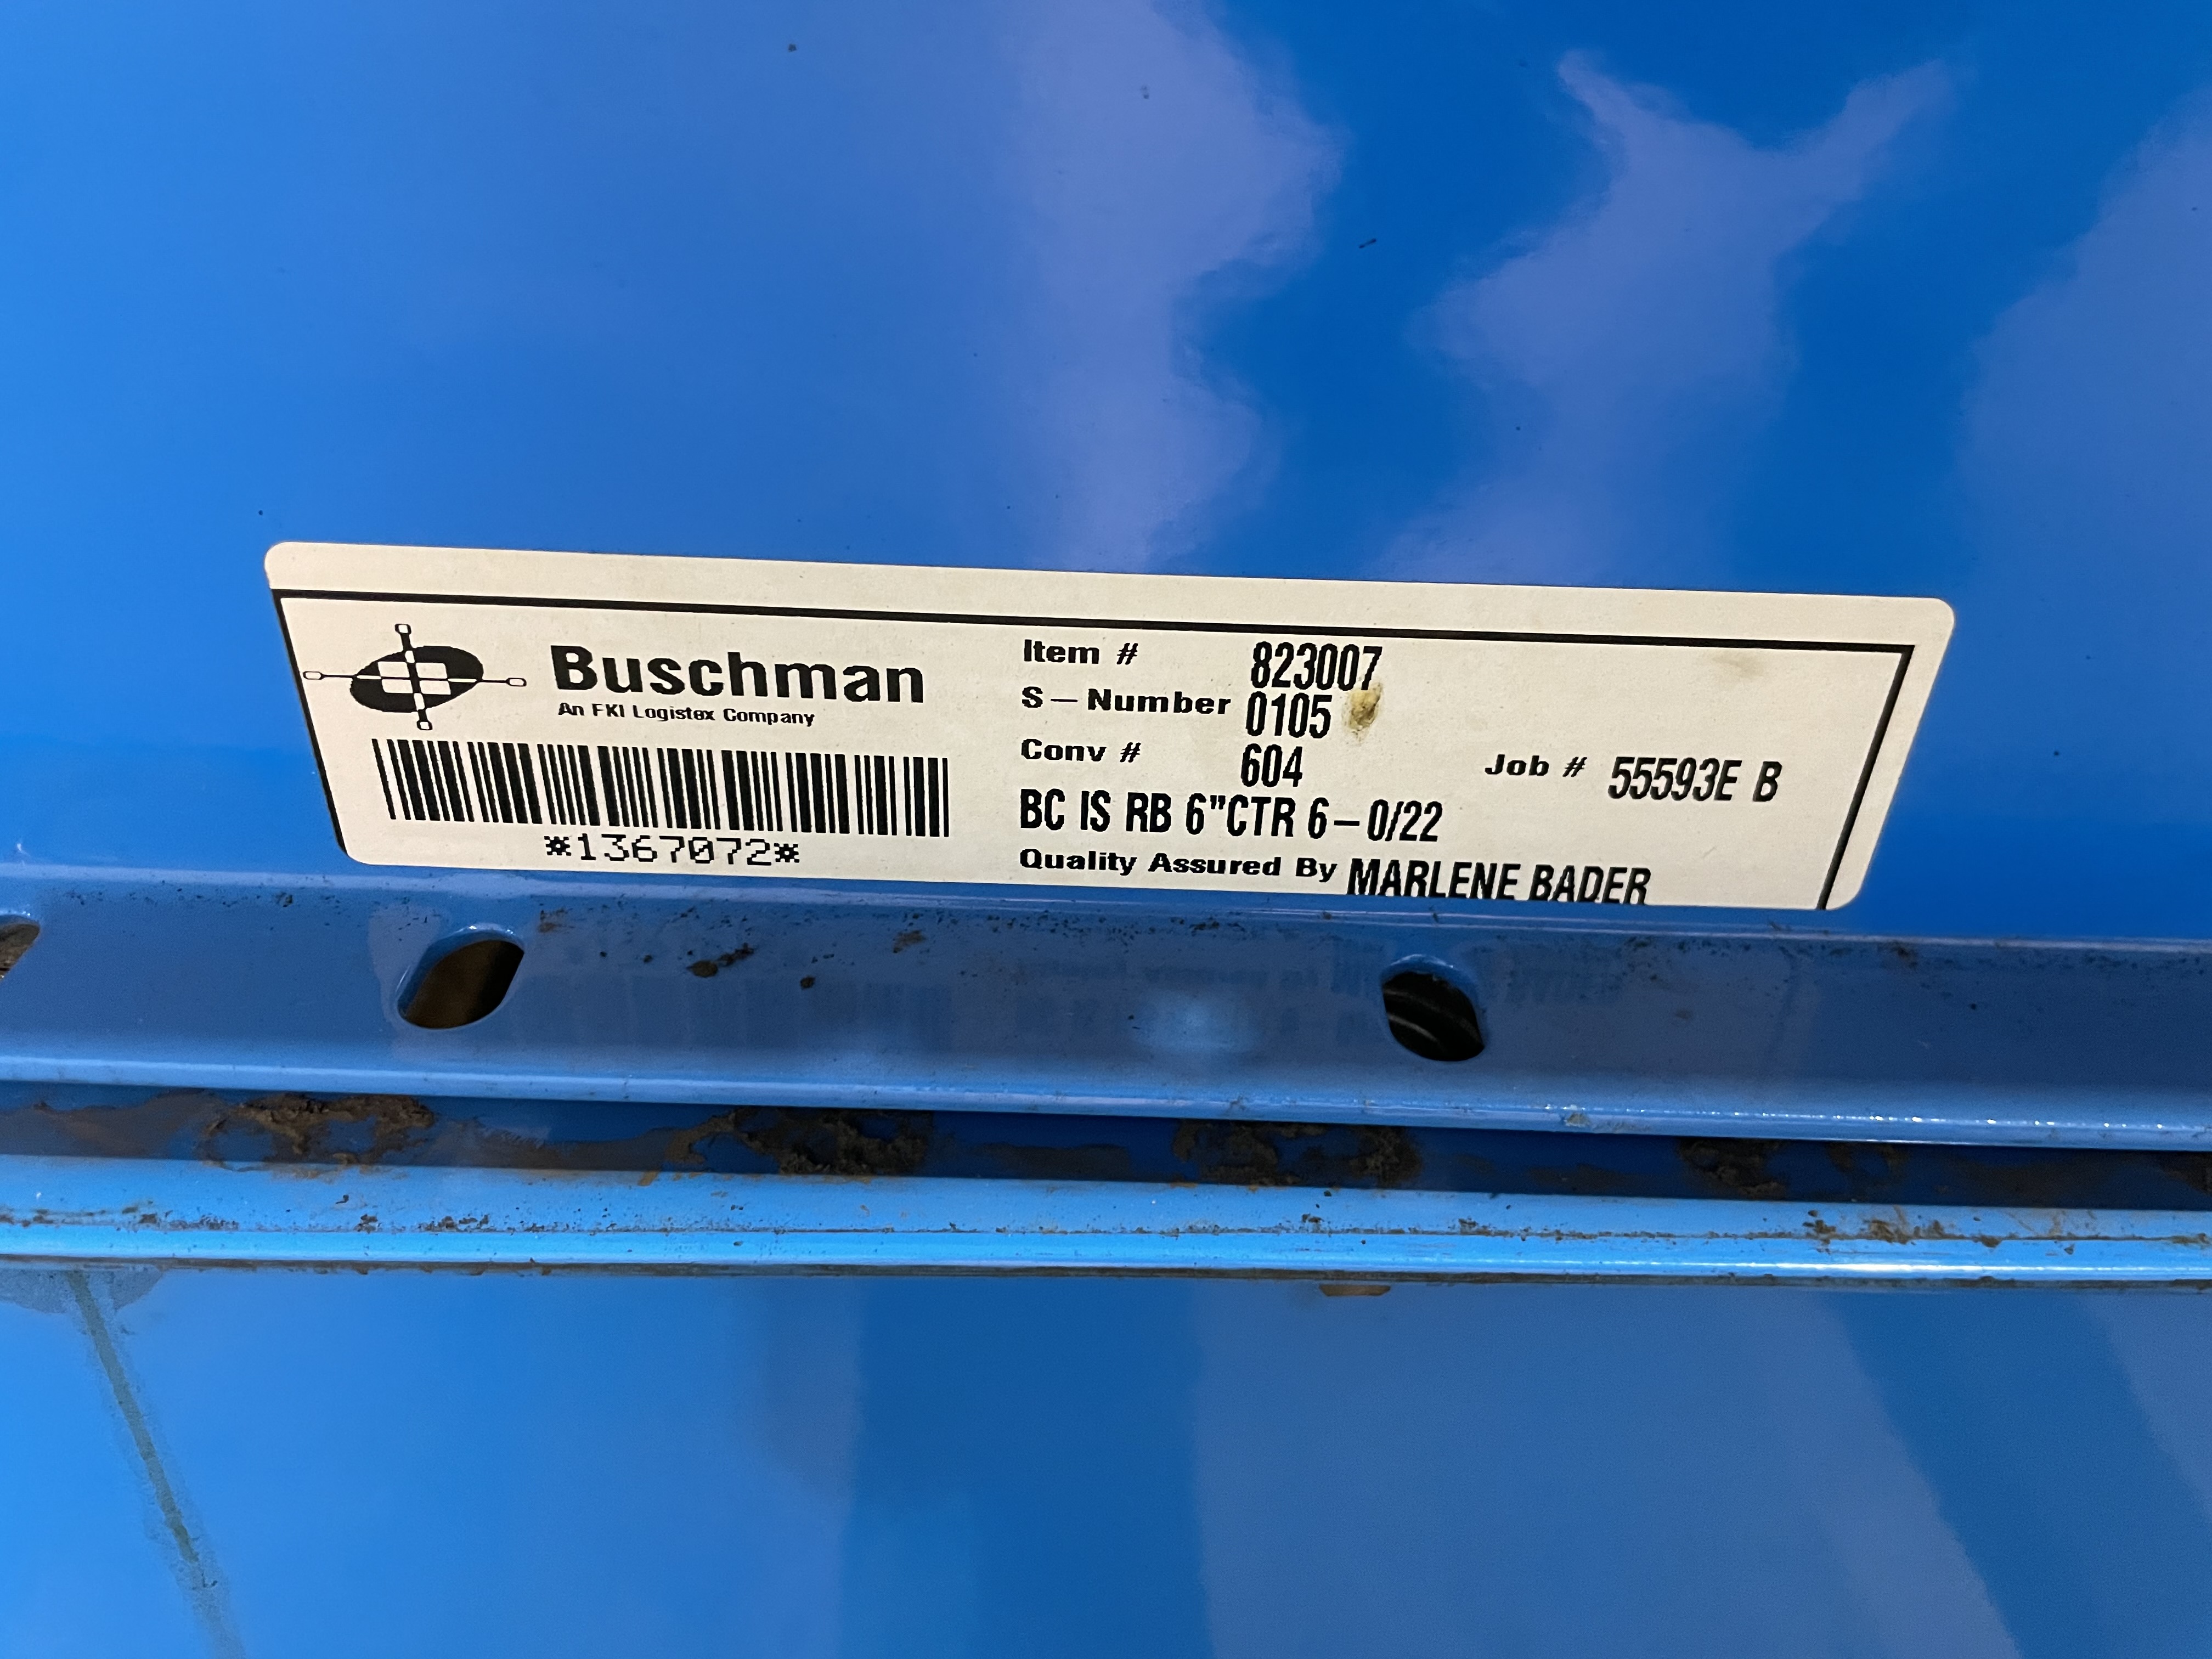 Buschman
An FKI Logistex Company
*1367072*
Item # 823007
S - Number 0105
Conv # 604 Job # 55593E B
BC IS RB 6"CTR 6-0/22
Quality Assured By MARLENE BADER